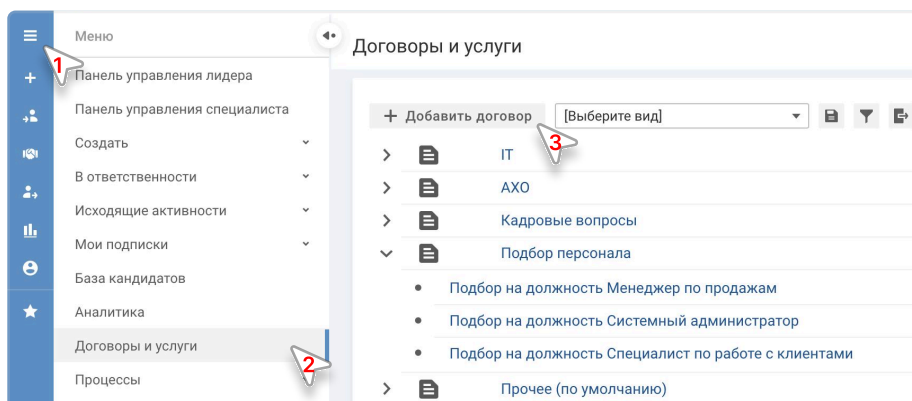 Меню
1
Панель управления лидера
Панель управления специалиста
Создать
В ответственности
Исходящие активности
Мои подписки
База кандидатов
Аналитика
Договоры и услуги
2
Процессы
Договоры и услуги
+ Добавить договор
[Выберите вид]
3
IT
АХО
Кадровые вопросы
Подбор персонала
• Подбор на должность Менеджер по продажам
• Подбор на должность Системный администратор
• Подбор на должность Специалист по работе с клиентами
Прочее (по умолчанию)